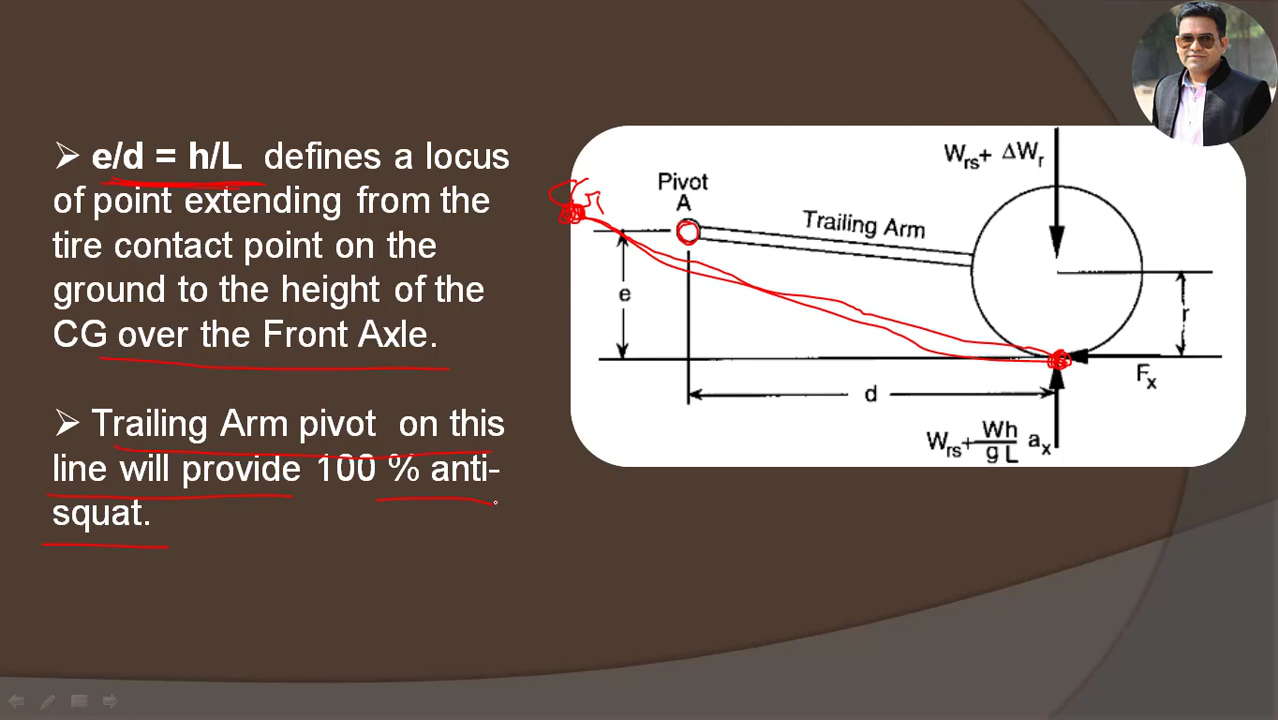 ➢ e/d = h/L defines a locus
of point extending from the
tire contact point on the
ground to the height of the
CG over the Front Axle.
➢ Trailing Arm pivot on this
line will provide 100 % anti-
squat.
Wrs + ΔWr
Pivot
A
Trailing Arm
CG
e
r
d
Fx
Wrs + Wh/gL ax